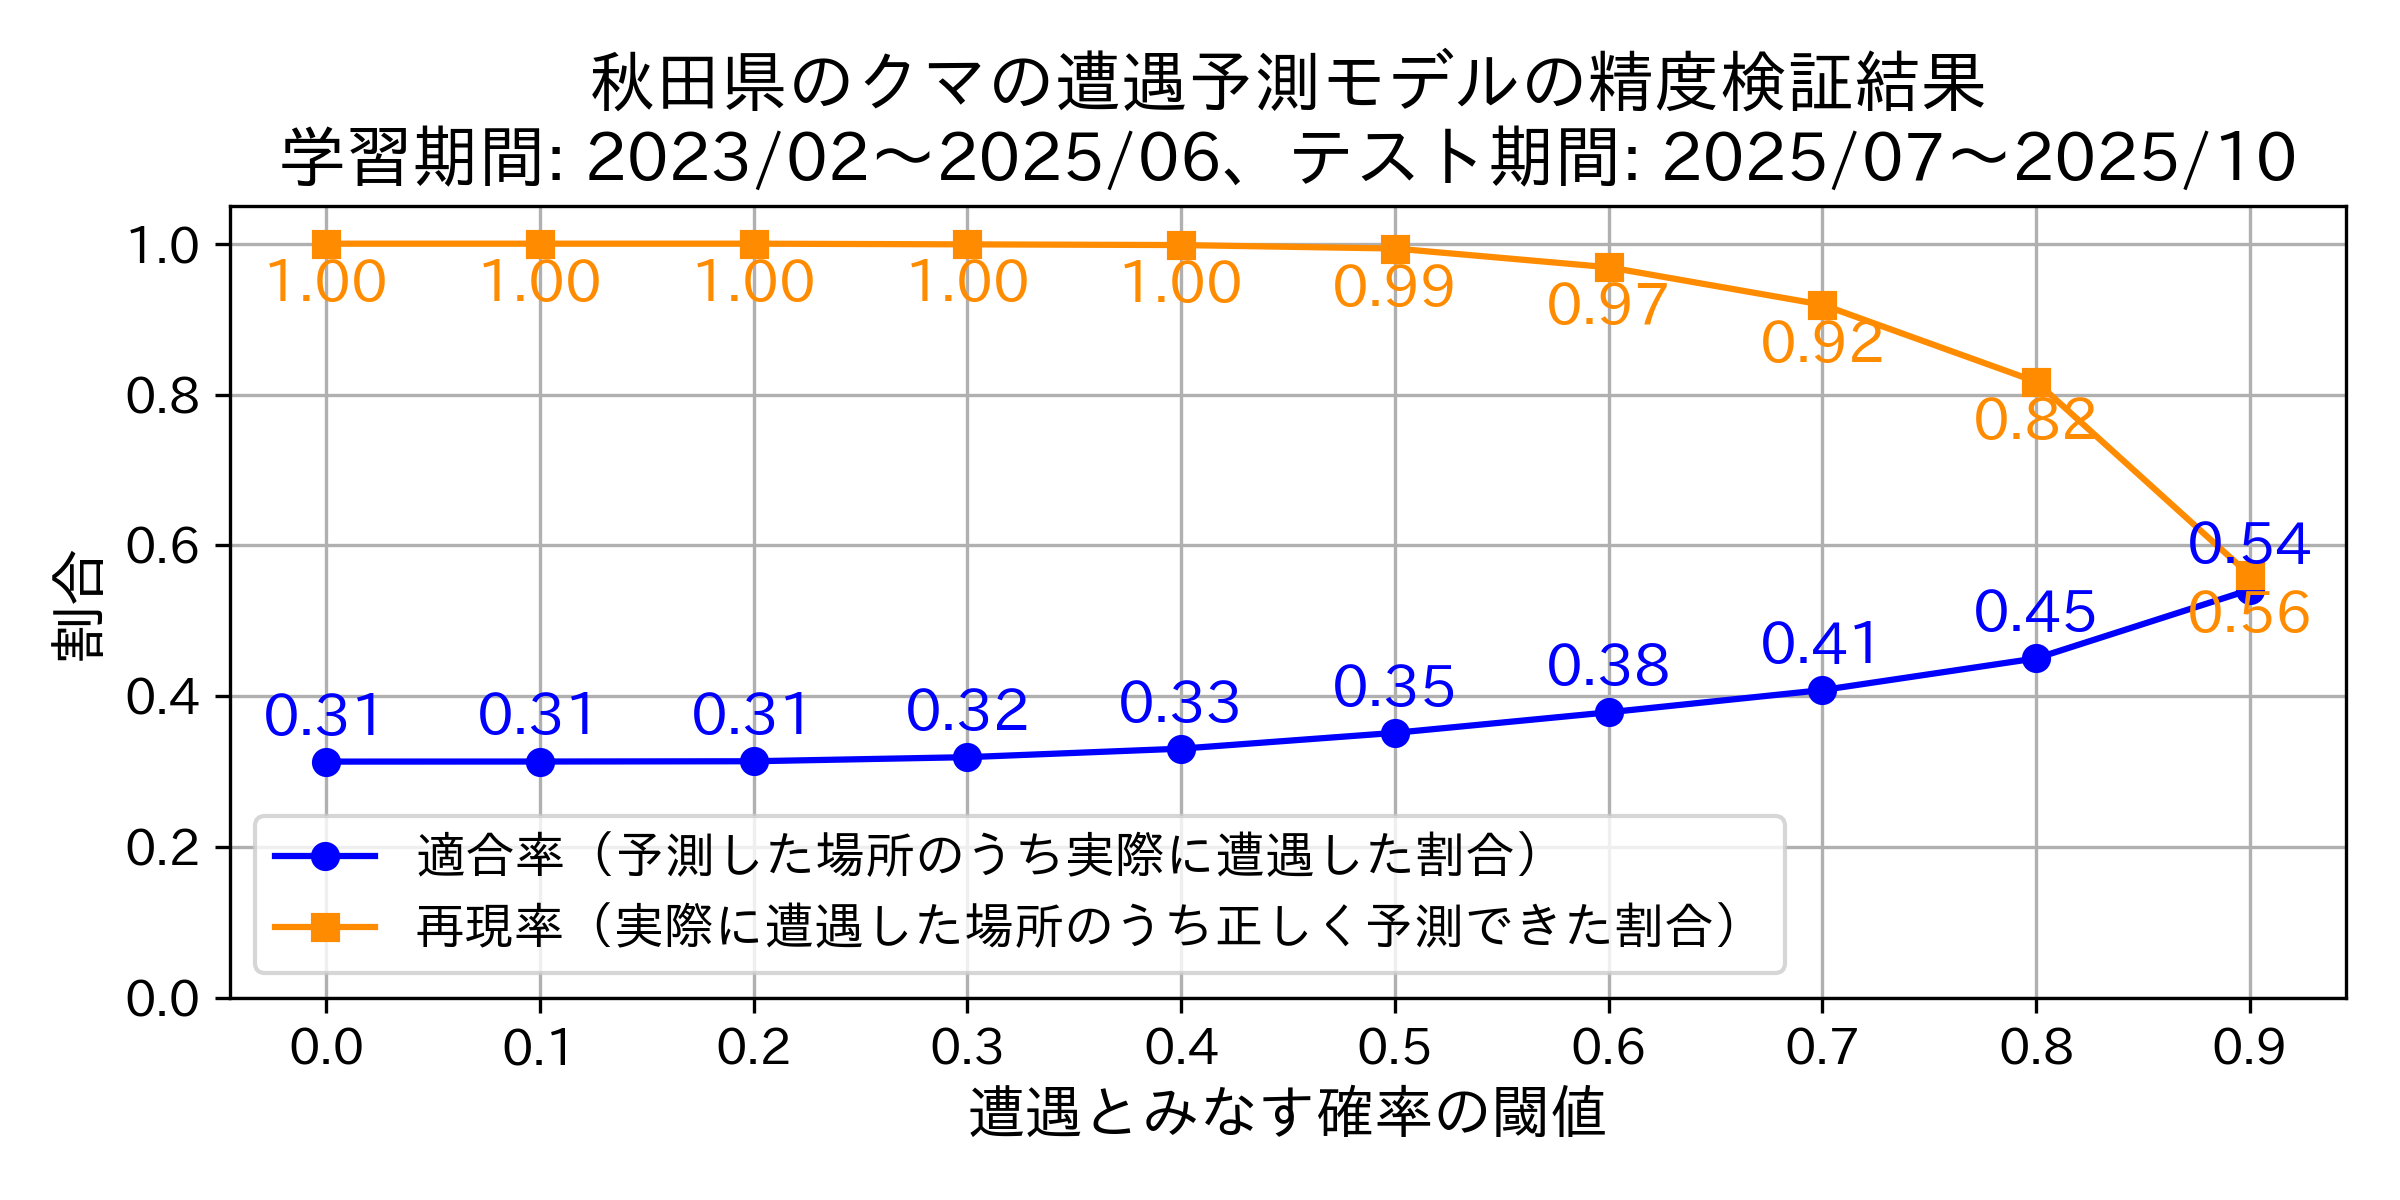 秋田県のクマの遭遇予測モデルの精度検証結果
学習期間: 2023/02～2025/06、テスト期間: 2025/07～2025/10
割合
1.0
0.8
0.6
0.4
0.2
0.0
1.00 1.00 1.00 1.00 1.00 0.99 0.97 0.92 0.82 0.56
0.31 0.31 0.31 0.32 0.33 0.35 0.38 0.41 0.45 0.54
適合率（予測した場所のうち実際に遭遇した割合）
再現率（実際に遭遇した場所のうち正しく予測できた割合）
0.0 0.1 0.2 0.3 0.4 0.5 0.6 0.7 0.8 0.9
遭遇とみなす確率の閾値